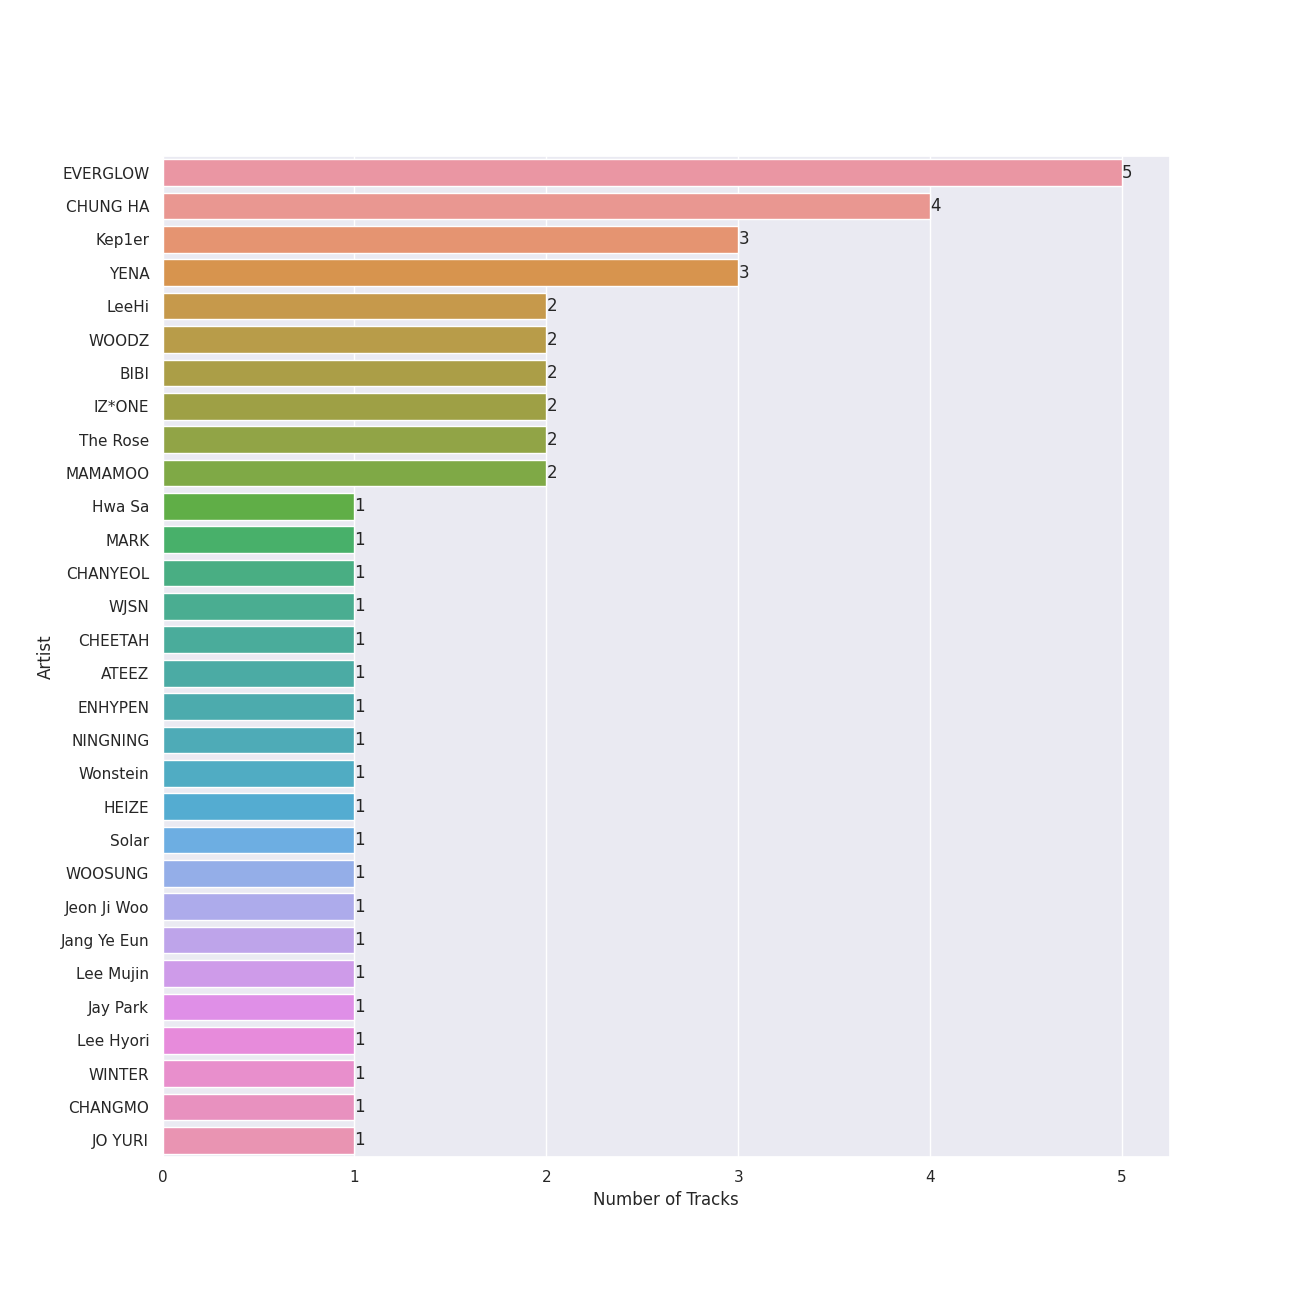 EVERGLOW 5
CHUNG HA 4
Kep1er 3
YENA 3
LeeHi 2
WOODZ 2
BIBI 2
IZ*ONE 2
The Rose 2
MAMAMOO 2
Hwa Sa 1
MARK 1
CHANYEOL 1
WJSN 1
CHEETAH 1
ATEEZ 1
ENHYPEN 1
NINGNING 1
Wonstein 1
HEIZE 1
Solar 1
WOOSUNG 1
Jeon Ji Woo 1
Jang Ye Eun 1
Lee Mujin 1
Jay Park 1
Lee Hyori 1
WINTER 1
CHANGMO 1
JO YURI 1
Artist
0 1 2 3 4 5
Number of Tracks